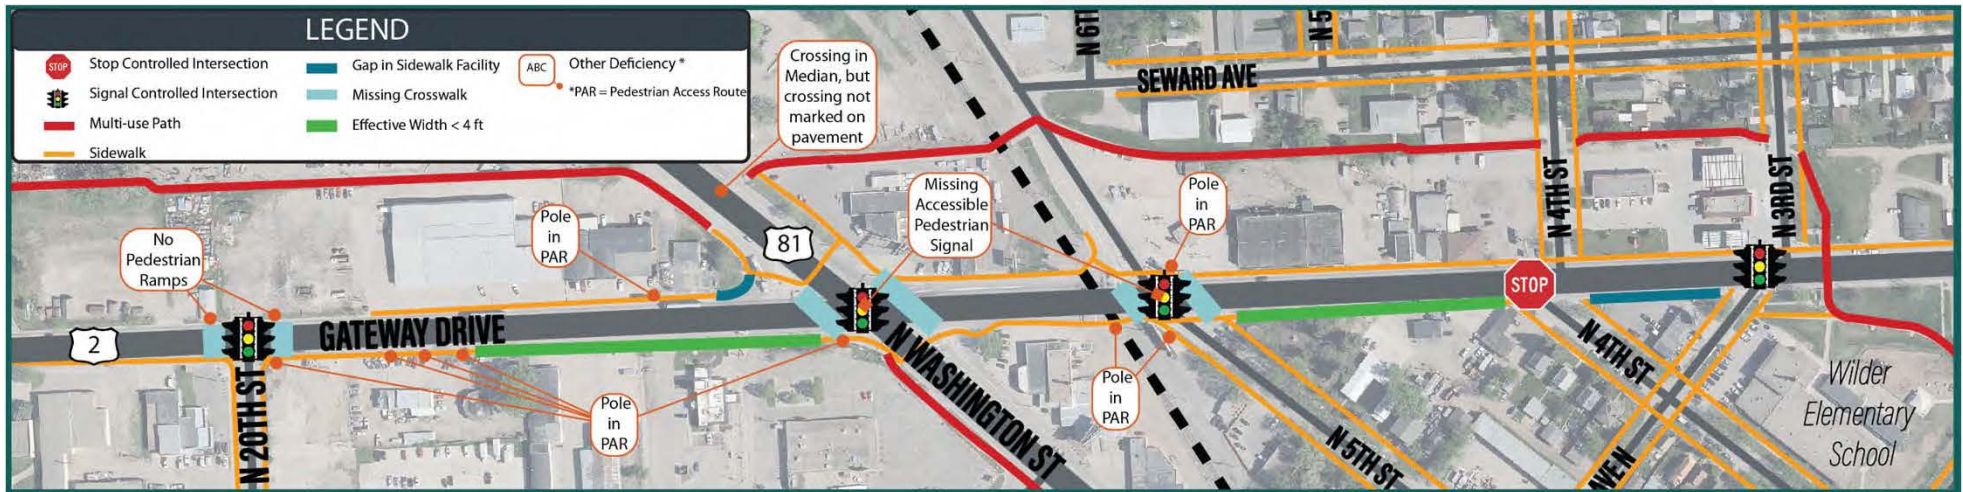 LEGEND
STOP
Stop Controlled Intersection
Signal Controlled Intersection
Multi-use Path
Sidewalk
Gap in Sidewalk Facility
Missing Crosswalk
Effective Width < 4 ft
ABC
Other Deficiency *
*PAR = Pedestrian Access Route
Crossing in
Median, but
crossing not
marked on
pavement
N 6TH
N 5
SEWARD AVE
No
Pedestrian
Ramps
Pole
in
PAR
81
Missing
Accessible
Pedestrian
Signal
Pole
in
PAR
N 4TH ST
N 3RD ST
STOP
2
GATEWAY DRIVE
N 20TH ST
Pole
in
PAR
N WASHINGTON ST
Pole
in
PAR
N 5TH ST
N 4TH ST
AVE N
Wilder
Elementary
School